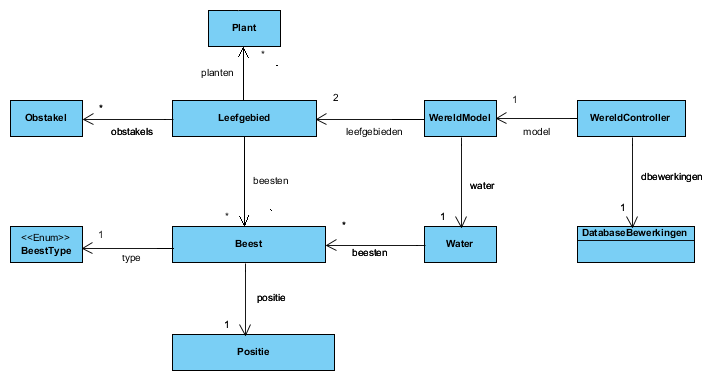 Plant
*
planten
Obstakel
*
obstakels
Leefgebied
2
leefgebieden
WereldModel
1
model
WereldController
beesten
*
water
1
dbewerkingen
1
<<Enum>>
BeestType
1
type
Beest
*
beesten
Water
DatabaseBewerkingen
positie
1
Positie